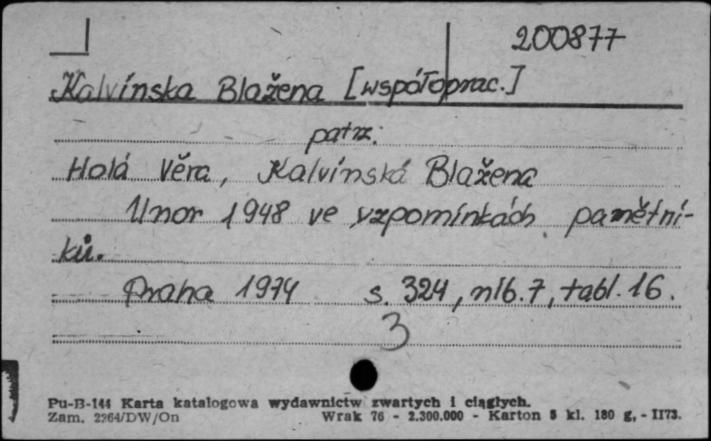 200877
Kalvínska Blažena [współoprac.]
patrz:
Holá Věra, Kalvínská Blažena
Unor 1948 ve vzpomínkách pamětní-
ků.
Praha 1974 s. 324, nlb. 7, tabl. 16.
3
Pu-B-144 Karta katalogowa wydawnictw zwartych i ciągłych.
Zam. 2264/DW/On Wrak 76 - 2.300.000 - Karton 5 kl. 180 g, - II73.